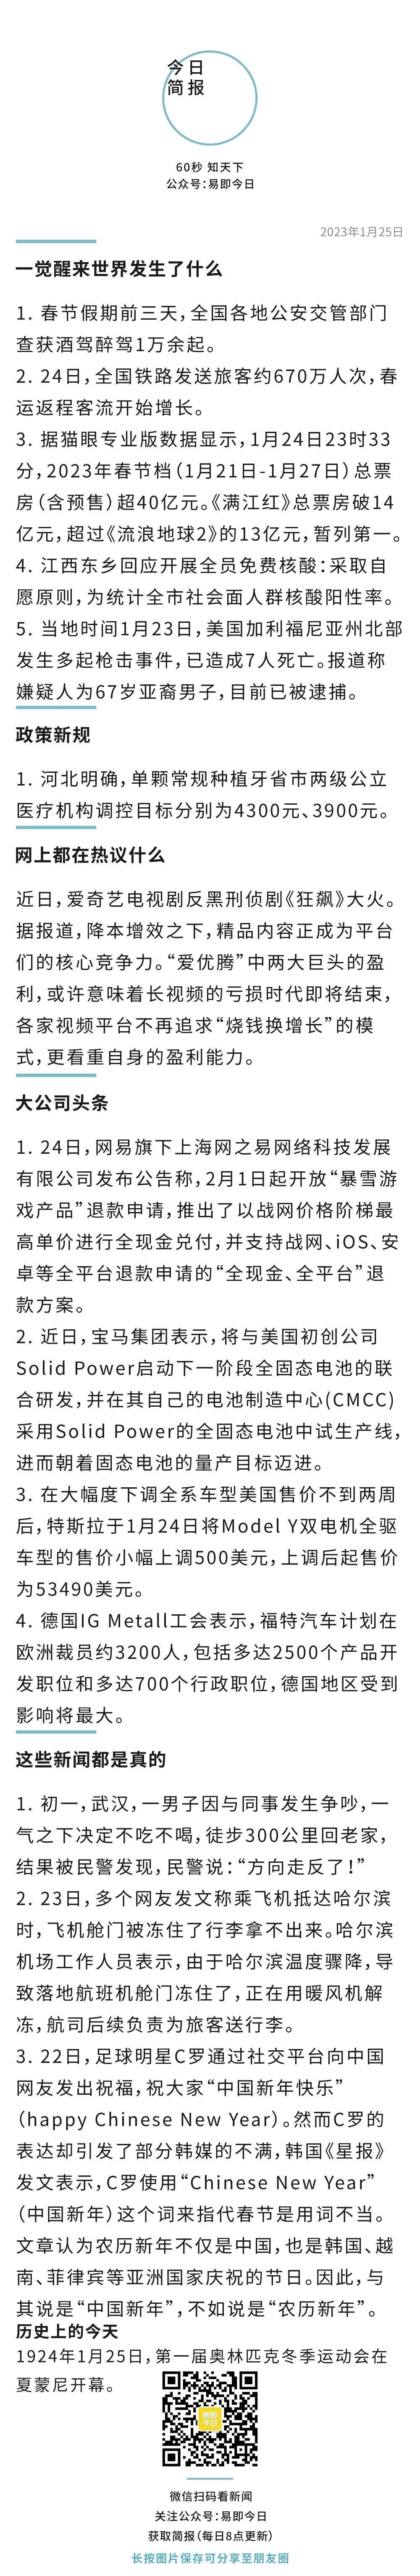 今日
简报
60秒 知天下
公众号：易即今日
2023年1月25日
一觉醒来世界发生了什么
1. 春节假期前三天，全国各地公安交管部门
查获酒驾醉驾1万余起。
2. 24日，全国铁路发送旅客约670万人次，春
运返程客流开始增长。
3. 据猫眼专业版数据显示，1月24日23时33
分，2023年春节档（1月21日-1月27日）总票
房（含预售）超40亿元。《满江红》总票房破14
亿元，超过《流浪地球2》的13亿元，暂列第一。
4. 江西东乡回应开展全员免费核酸：采取自
愿原则，为统计全市社会面人群核酸阳性率。
5. 当地时间1月23日，美国加利福尼亚州北部
发生多起枪击事件，已造成7人死亡。报道称
嫌疑人为67岁亚裔男子，目前已被逮捕。
政策新规
1. 河北明确，单颗常规种植牙省市两级公立
医疗机构调控目标分别为4300元、3900元。
网上都在热议什么
近日，爱奇艺电视剧反黑刑侦剧《狂飙》大火。
据报道，降本增效之下，精品内容正成为平台
们的核心竞争力。“爱优腾”中两大巨头的盈
利，或许意味着长视频的亏损时代即将结束，
各家视频平台不再追求“烧钱换增长”的模
式，更看重自身的盈利能力。
大公司头条
1. 24日，网易旗下上海网之易网络科技发展
有限公司发布公告称，2月1日起开放“暴雪游
戏产品”退款申请，推出了以战网价格阶梯最
高单价进行全现金兑付，并支持战网、iOS、安
卓等全平台退款申请的“全现金、全平台”退
款方案。
2. 近日，宝马集团表示，将与美国初创公司
Solid Power启动下一阶段全固态电池的联
合研发，并在其自己的电池制造中心(CMCC)
采用Solid Power的全固态电池中试生产线，
进而朝着固态电池的量产目标迈进。
3. 在大幅度下调全系车型美国售价不到两周
后，特斯拉于1月24日将Model Y双电机全驱
车型的售价小幅上调500美元，上调后起售价
为53490美元。
4. 德国IG Metall工会表示，福特汽车计划在
欧洲裁员约3200人，包括多达2500个产品开
发职位和多达700个行政职位，德国地区受到
影响将最大。
这些新闻都是真的
1. 初一，武汉，一男子因与同事发生争吵，一
气之下决定不吃不喝，徒步300公里回老家，
结果被民警发现，民警说：“方向走反了！”
2. 23日，多个网友发文称乘飞机抵达哈尔滨
时，飞机舱门被冻住了行李拿不出来。哈尔滨
机场工作人员表示，由于哈尔滨温度骤降，导
致落地航班机舱门冻住了，正在用暖风机解
冻，航司后续负责为旅客送行李。
3. 22日，足球明星C罗通过社交平台向中国
网友发出祝福，祝大家“中国新年快乐”
（happy Chinese New Year）。然而C罗的
表达却引发了部分韩媒的不满，韩国《星报》
发文表示，C罗使用“Chinese New Year”
（中国新年）这个词来指代春节是用词不当。
文章认为农历新年不仅是中国，也是韩国、越
南、菲律宾等亚洲国家庆祝的节日。因此，与
其说是“中国新年”，不如说是“农历新年”。
历史上的今天
1924年1月25日，第一届奥林匹克冬季运动会在
夏蒙尼开幕。
易即
今日
微信扫码看新闻
关注公众号：易即今日
获取简报（每日8点更新）
长按图片保存可分享至朋友圈